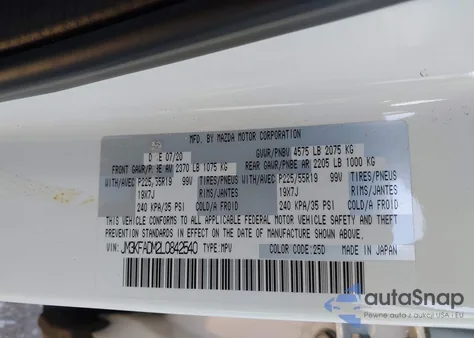 MFD. BY MAZDA MOTOR CORPORATION
07/20 GVWR/PNBV 4575 LB 2075 KG
FRONT GAWR/P AV 2370 LB 1075 KG REAR GAWR/PNBE AR 2205 LB 1000 KG
WITH/AVEC P225/55R19 99V TIRES/PNEUS WITH/AVEC P225/55R19 99V TIRES/PNEUS
19X7J RIMS/JANTES 19X7J RIMS/JANTES
240 KPA/35 PSI COLD/A FROID 240 KPA/35 PSI COLD/A FROID
THIS VEHICLE CONFORMS TO ALL APPLICABLE FEDERAL MOTOR VEHICLE SAFETY AND THEFT
PREVENTION STANDARDS IN EFFECT ON THE DATE OF MANUFACTURE SHOWN ABOVE.
VIN: JM3KFADM2L0842540 TYPE:MPV COLOR CODE:25D MADE IN JAPAN
autoSnap
Pewne auto z aukcji USA i EU